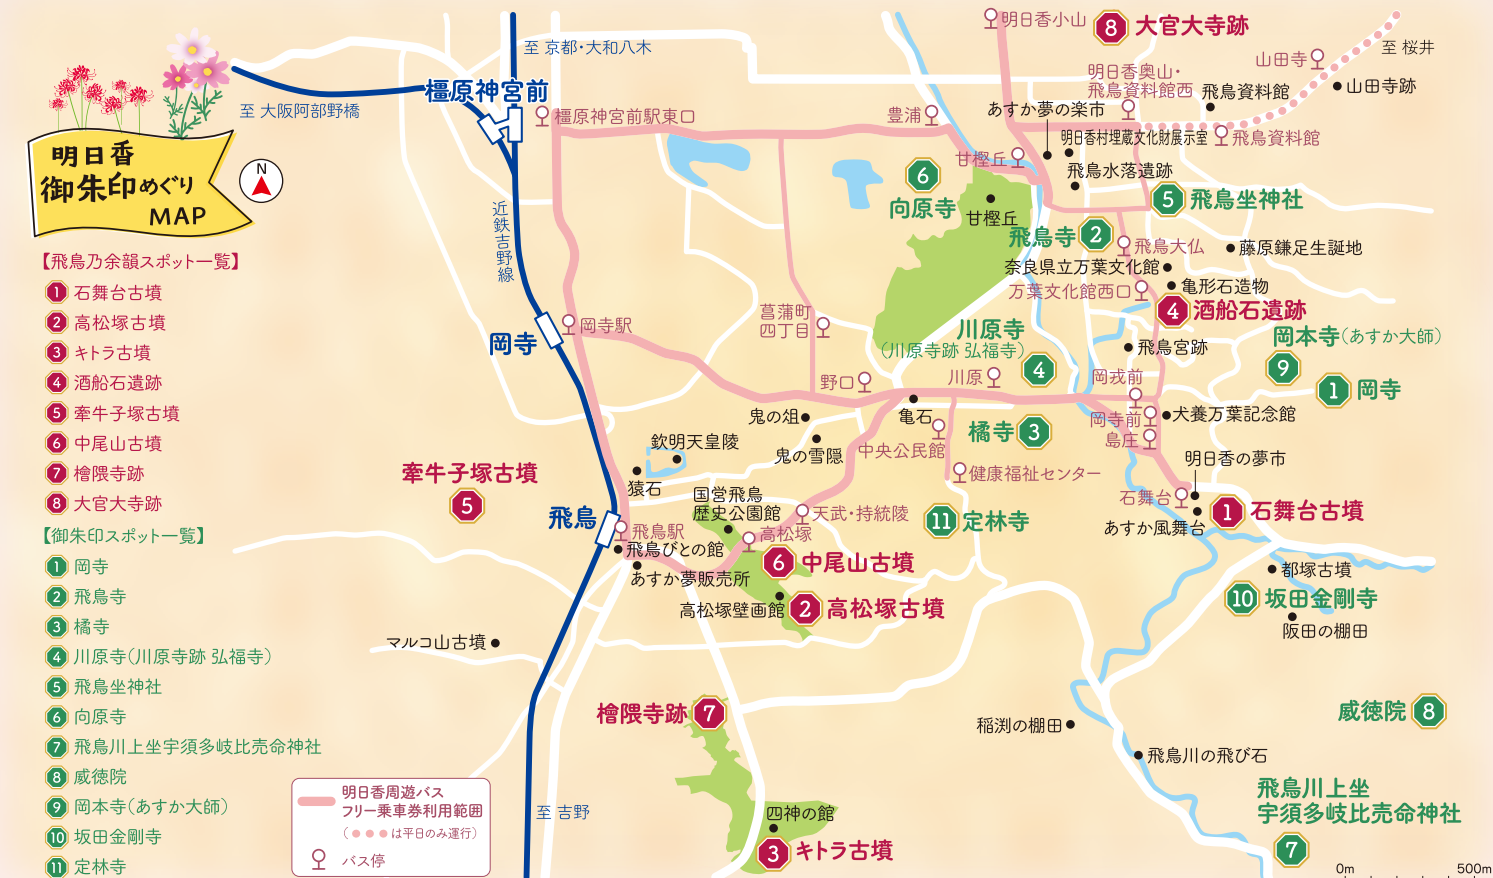 明日香
御朱印めぐり
MAP
N
【飛鳥乃余韻スポット一覧】
1 石舞台古墳
2 高松塚古墳
3 キトラ古墳
4 酒船石遺跡
5 牽牛子塚古墳
6 中尾山古墳
7 檜隈寺跡
8 大官大寺跡
【御朱印スポット一覧】
1 岡寺
2 飛鳥寺
3 橘寺
4 川原寺(川原寺跡 弘福寺)
5 飛鳥坐神社
6 向原寺
7 飛鳥川上坐宇須多岐比売命神社
8 威徳院
9 岡本寺(あすか大師)
10 坂田金剛寺
11 定林寺
至 京都・大和八木
橿原神宮前
至 大阪阿部野橋
橿原神宮前駅東口
近鉄吉野線
豊浦
明日香小山
8 大官大寺跡
至 桜井
山田寺
山田寺跡
明日香奥山・
飛鳥資料館西
飛鳥資料館
あすか夢の楽市
明日香村埋蔵文化財展示室
飛鳥資料館
甘樫丘
飛鳥水落遺跡
6
向原寺
甘樫丘
5 飛鳥坐神社
飛鳥寺 2
飛鳥大仏
藤原鎌足生誕地
奈良県立万葉文化館
亀形石造物
万葉文化館西口
4 酒船石遺跡
菖蒲町
四丁目
岡寺駅
岡寺
川原寺
(川原寺跡 弘福寺)
4
飛鳥宮跡
岡本寺(あすか大師)
9
1 岡寺
野口
川原
岡戎前
亀石
鬼の俎
鬼の雪隠
岡寺前
犬養万葉記念館
島庄
中央公民館
橘寺 3
健康福祉センター
明日香の夢市
石舞台
あすか風舞台
1 石舞台古墳
欽明天皇陵
猿石
牽牛子塚古墳
5
国営飛鳥
歴史公園館
天武・持統陵
11 定林寺
飛鳥
飛鳥駅
高松塚
飛鳥びとの館
あすか夢販売所
6 中尾山古墳
高松塚壁画館
2 高松塚古墳
都塚古墳
10 坂田金剛寺
阪田の棚田
マルコ山古墳
檜隈寺跡 7
稲渕の棚田
威徳院 8
飛鳥川の飛び石
飛鳥川上坐
宇須多岐比売命神社
7
四神の館
3 キトラ古墳
至 吉野
明日香周遊バス
フリー乗車券利用範囲
(●●●は平日のみ運行)
バス停
0m
500m